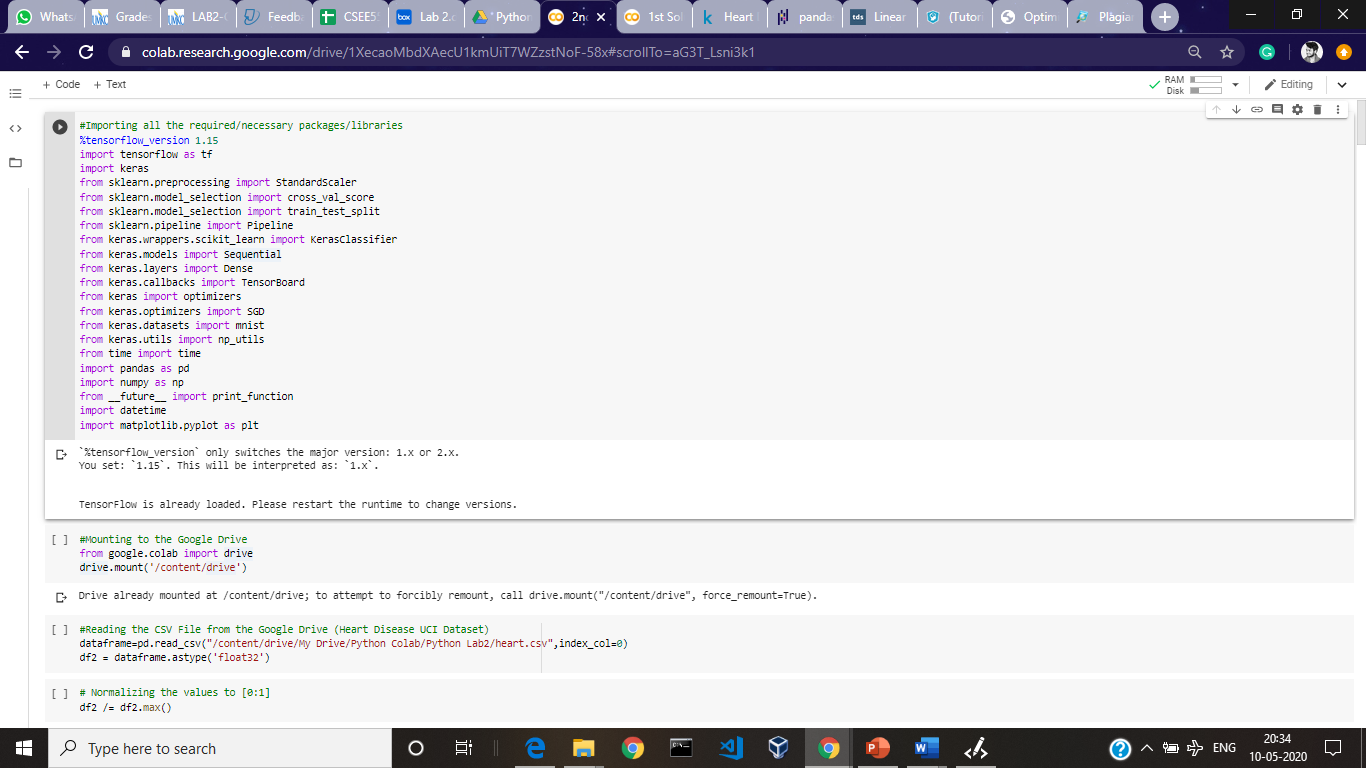 Whats
Grades
LAB2-
Feedb
CSEE5
Lab 2.
Python
2n
1st Sol
Heart
panda
Linear
(Tutor
Optim
Plagia
colab.research.google.com/drive/1XecaoMbdXAecU1kmUiT7WZzstNoF-58x#scrollTo=aG3T_Lsni3k1
+ Code + Text
RAM
Disk
Editing
#Importing all the required/necessary packages/libraries
%tensorflow_version 1.15
import tensorflow as tf
import keras
from sklearn.preprocessing import StandardScaler
from sklearn.model_selection import cross_val_score
from sklearn.model_selection import train_test_split
from sklearn.pipeline import Pipeline
from keras.wrappers.scikit_learn import KerasClassifier
from keras.models import Sequential
from keras.layers import Dense
from keras.callbacks import TensorBoard
from keras import optimizers
from keras.optimizers import SGD
from keras.datasets import mnist
from keras.utils import np_utils
from time import time
import pandas as pd
import numpy as np
from __future__ import print_function
import datetime
import matplotlib.pyplot as plt
`%tensorflow_version` only switches the major version: 1.x or 2.x.
You set: `1.15`. This will be interpreted as: `1.x`.
TensorFlow is already loaded. Please restart the runtime to change versions.
[ ] #Mounting to the Google Drive
from google.colab import drive
drive.mount('/content/drive')
Drive already mounted at /content/drive; to attempt to forcibly remount, call drive.mount("/content/drive", force_remount=True).
[ ] #Reading the CSV File from the Google Drive (Heart Disease UCI Dataset)
dataframe=pd.read_csv("/content/drive/My Drive/Python Colab/Python Lab2/heart.csv",index_col=0)
df2 = dataframe.astype('float32')
[ ] # Normalizing the values to [0:1]
df2 /= df2.max()
Type here to search
ENG
20:34
10-05-2020